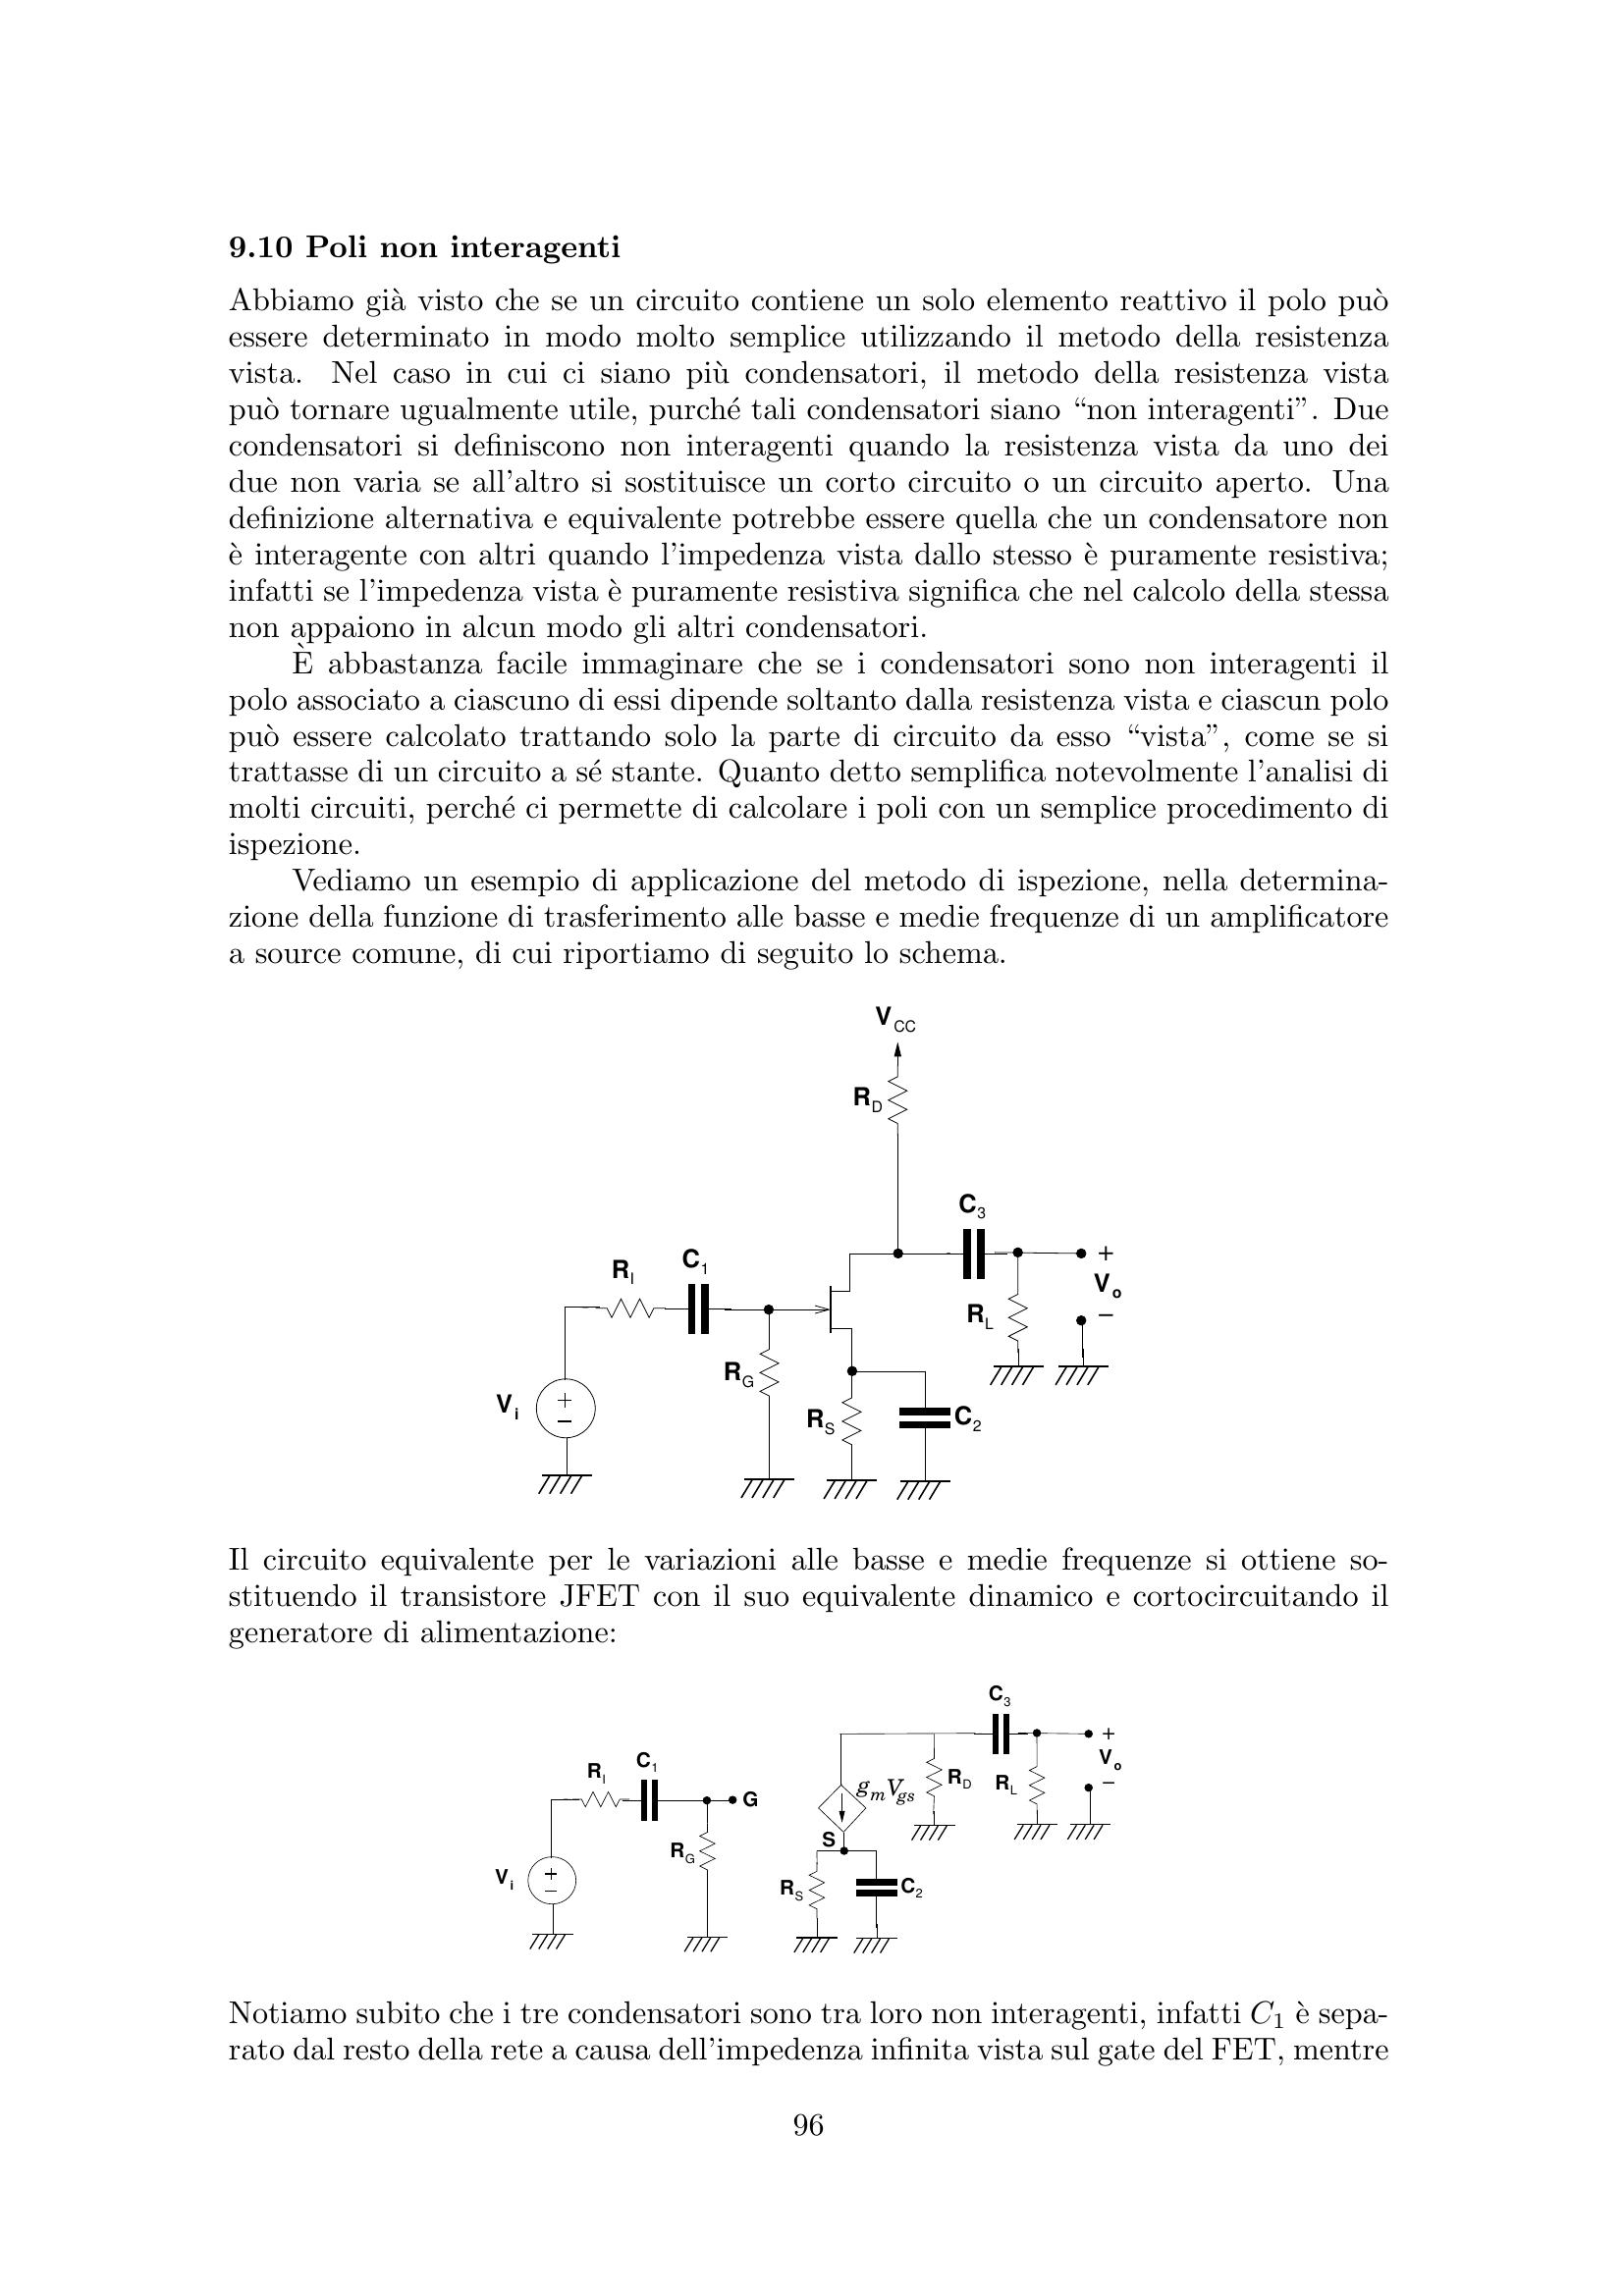 9.10 Poli non interagenti
Abbiamo già visto che se un circuito contiene un solo elemento reattivo il polo può
essere determinato in modo molto semplice utilizzando il metodo della resistenza
vista. Nel caso in cui ci siano più condensatori, il metodo della resistenza vista
può tornare ugualmente utile, purché tali condensatori siano “non interagenti”. Due
condensatori si definiscono non interagenti quando la resistenza vista da uno dei
due non varia se all'altro si sostituisce un corto circuito o un circuito aperto. Una
definizione alternativa e equivalente potrebbe essere quella che un condensatore non
è interagente con altri quando l'impedenza vista dallo stesso è puramente resistiva;
infatti se l'impedenza vista è puramente resistiva significa che nel calcolo della stessa
non appaiono in alcun modo gli altri condensatori.
È abbastanza facile immaginare che se i condensatori sono non interagenti il
polo associato a ciascuno di essi dipende soltanto dalla resistenza vista e ciascun polo
può essere calcolato trattando solo la parte di circuito da esso “vista”, come se si
trattasse di un circuito a sé stante. Quanto detto semplifica notevolmente l'analisi di
molti circuiti, perché ci permette di calcolare i poli con un semplice procedimento di
ispezione.
Vediamo un esempio di applicazione del metodo di ispezione, nella determina-
zione della funzione di trasferimento alle basse e medie frequenze di un amplificatore
a source comune, di cui riportiamo di seguito lo schema.
V_CC
R_D
C_3
R_I C_1
+
V_o
−
R_L
R_G
V_i
+
−
R_S
C_2
Il circuito equivalente per le variazioni alle basse e medie frequenze si ottiene so-
stituendo il transistore JFET con il suo equivalente dinamico e cortocircuitando il
generatore di alimentazione:
C_3
+
V_o
−
R_I C_1
G
g_m V_gs
R_D
R_L
S
R_G
V_i
+
−
R_S
C_2
Notiamo subito che i tre condensatori sono tra loro non interagenti, infatti C_1 è sepa-
rato dal resto della rete a causa dell'impedenza infinita vista sul gate del FET, mentre
96